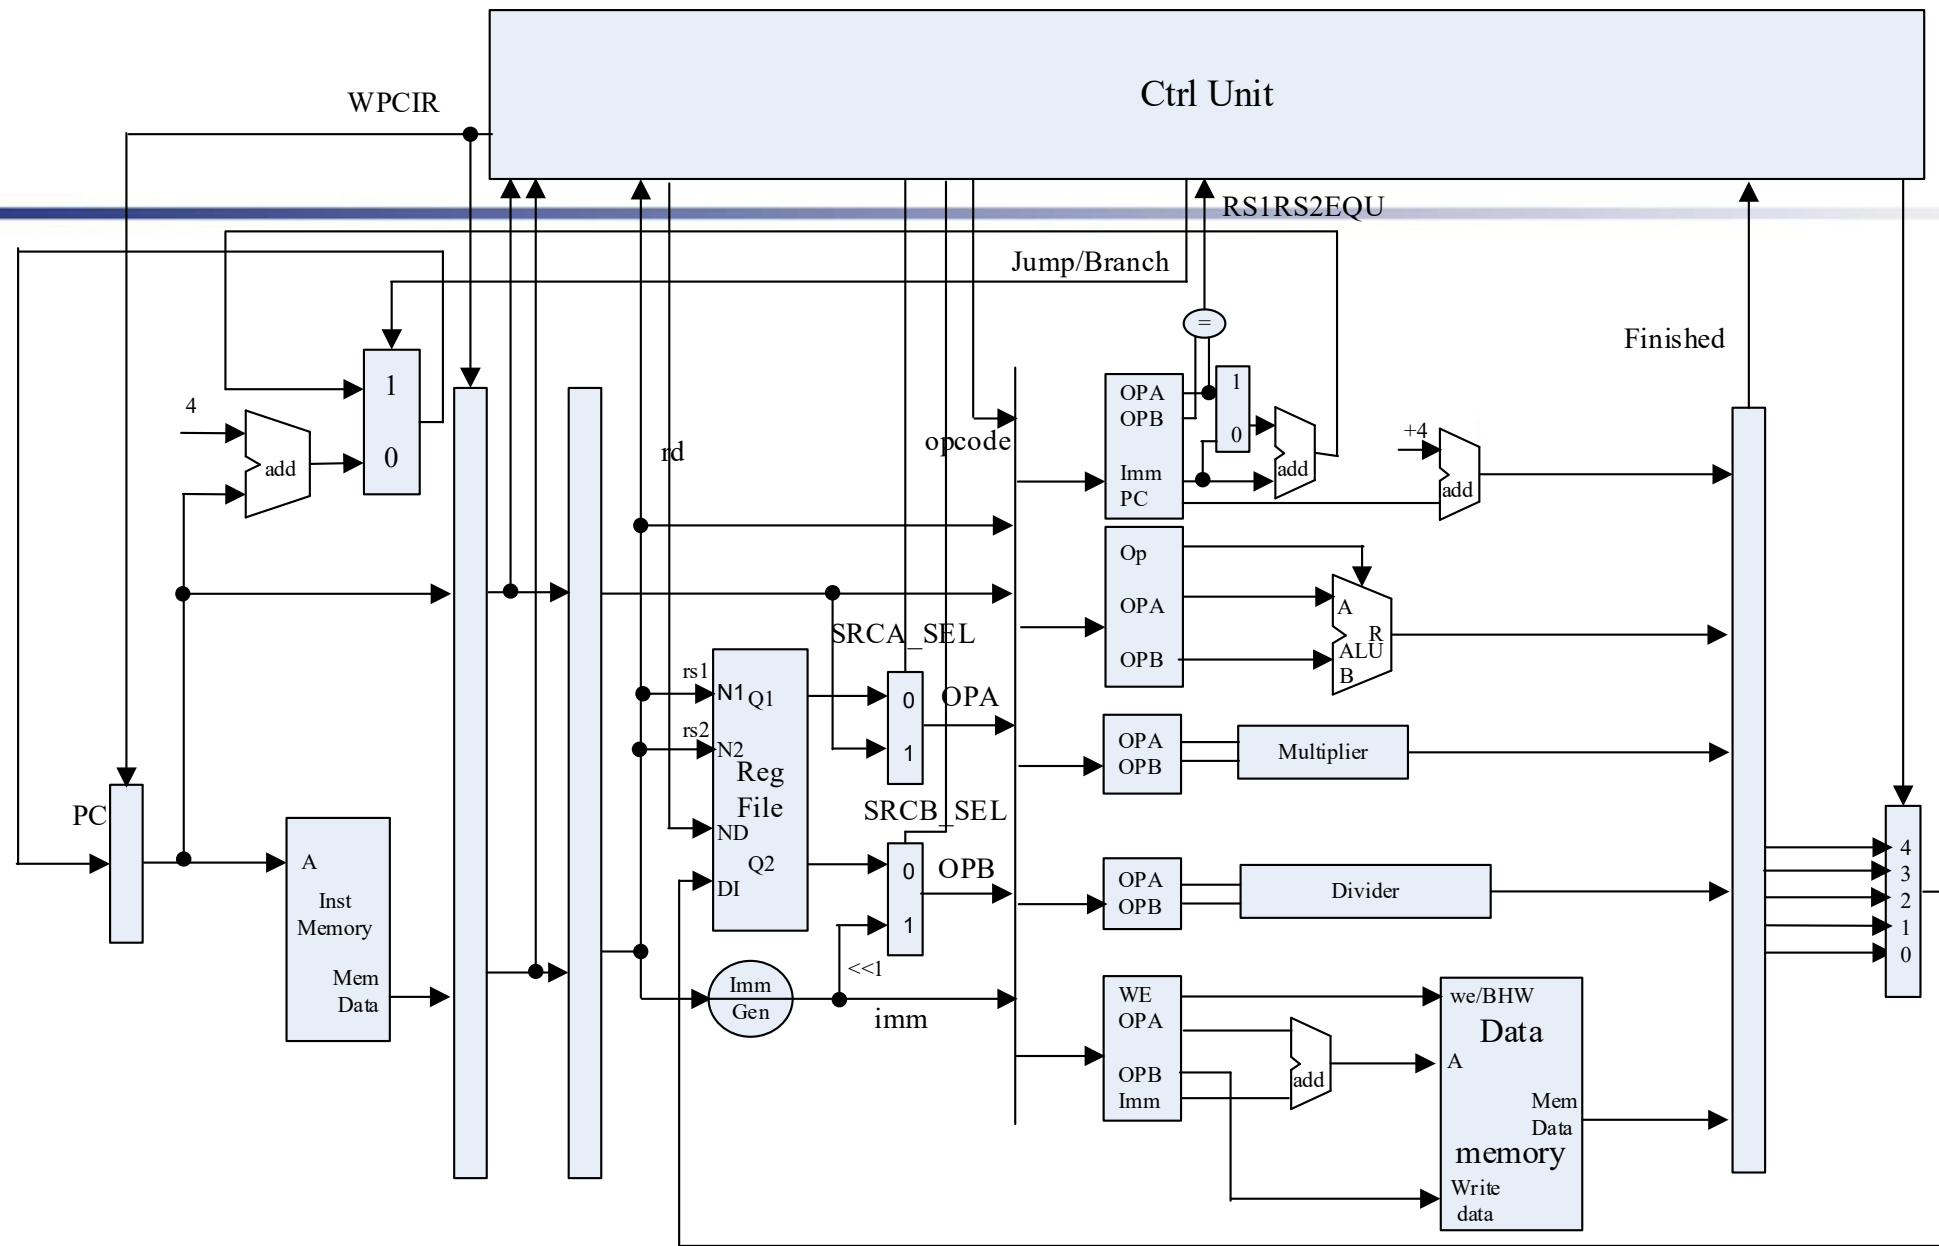 Ctrl Unit
WPCIR
RS1RS2EQU
Jump/Branch
=
Finished
1
0
4
add
rd
opcode
OPA
OPB
Imm
PC
1
0
add
+4
add
Op
OPA
OPB
A
R
ALU
B
SRCA_SEL
rs1
N1 Q1
rs2
N2
Reg
File
ND
Q2
DI
0
1
OPA
SRCB_SEL
0
1
OPB
<<1
Imm
Gen
imm
PC
A
Inst
Memory
Mem
Data
OPA
OPB
Multiplier
OPA
OPB
Divider
WE
OPA
OPB
Imm
add
we/BHW
Data
A
Mem
Data
memory
Write
data
4
3
2
1
0